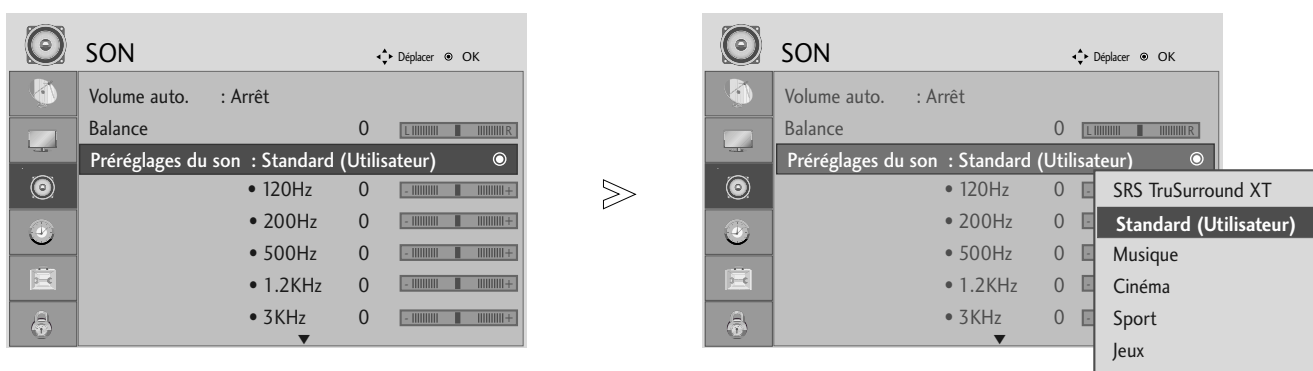 SON
Déplacer OK
Volume auto. : Arrêt
Balance 0 L R
Préréglages du son : Standard (Utilisateur)
• 120Hz 0 - +
• 200Hz 0 - +
• 500Hz 0 - +
• 1.2KHz 0 - +
• 3KHz 0 - +
SON
Déplacer OK
Volume auto. : Arrêt
Balance 0 L R
Préréglages du son : Standard (Utilisateur)
• 120Hz 0 -
• 200Hz 0 -
• 500Hz 0 -
• 1.2KHz 0 -
• 3KHz 0 -
SRS TruSurround XT
Standard (Utilisateur)
Musique
Cinéma
Sport
Jeux